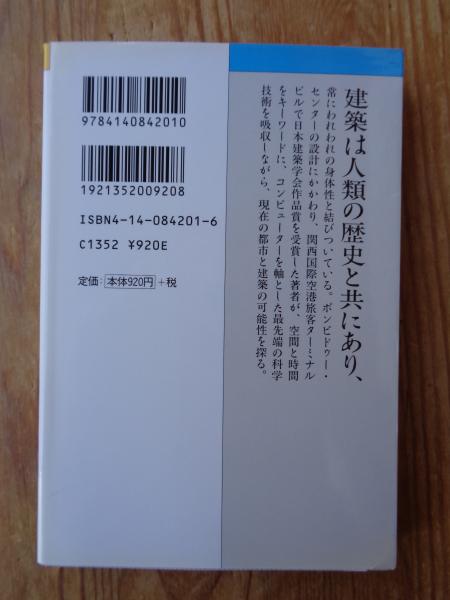 建築は人類の歴史と共にあり、
常にわれわれの身体性と結びついている。ポンピドゥー・
センターの設計にかかわり、関西国際空港旅客ターミナル
ビルで日本建築学会作品賞を受賞した著者が、空間と時間
をキーワードに、コンピューターを軸とした最先端の科学
技術を吸収しながら、現在の都市と建築の可能性を探る。
9784140842010
1921352009208
ISBN4-14-084201-6
C1352 ¥920E
定価：本体920円＋税